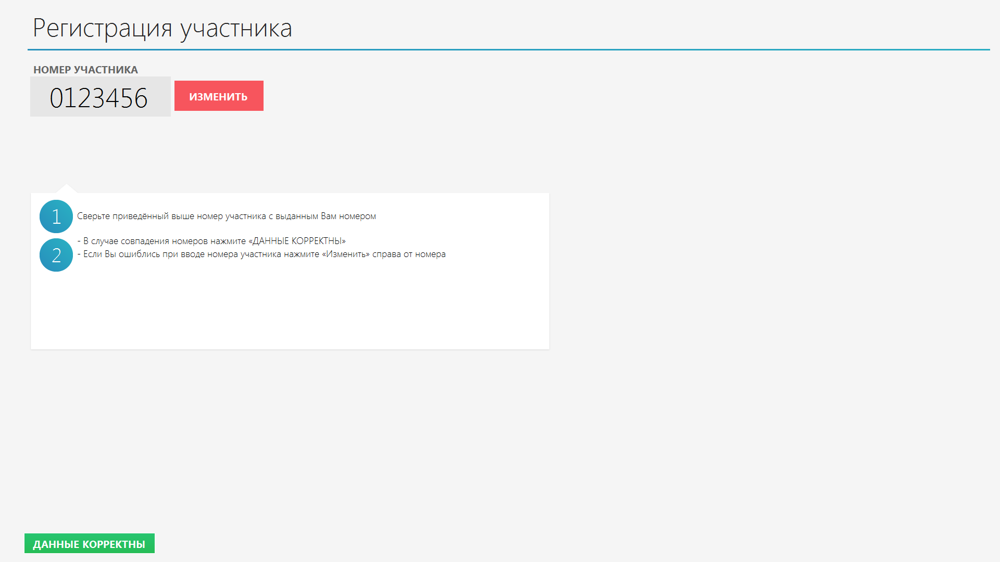 Регистрация участника
НОМЕР УЧАСТНИКА
0123456
ИЗМЕНИТЬ
1
Сверьте приведённый выше номер участника с выданным Вам номером
2
- В случае совпадения номеров нажмите «ДАННЫЕ КОРРЕКТНЫ»
- Если Вы ошиблись при вводе номера участника нажмите «Изменить» справа от номера
ДАННЫЕ КОРРЕКТНЫ